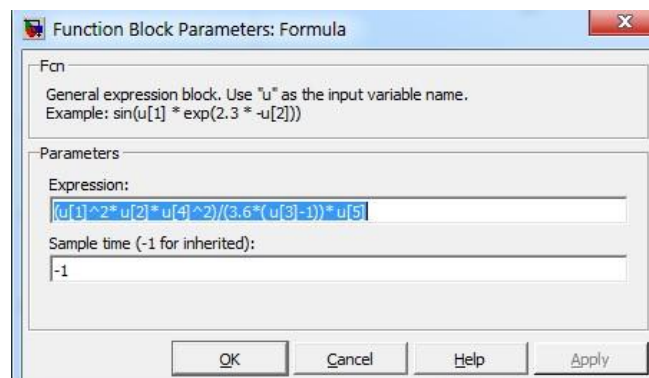 Function Block Parameters: Formula
Fcn
General expression block. Use "u" as the input variable name.
Example: sin(u[1] * exp(2.3 * -u[2]))
Parameters
Expression:
(u[1]^2* u[2]* u[4]^2)/(3.6*( u[3]-1))* u[5]
Sample time (-1 for inherited):
-1
OK Cancel Help Apply